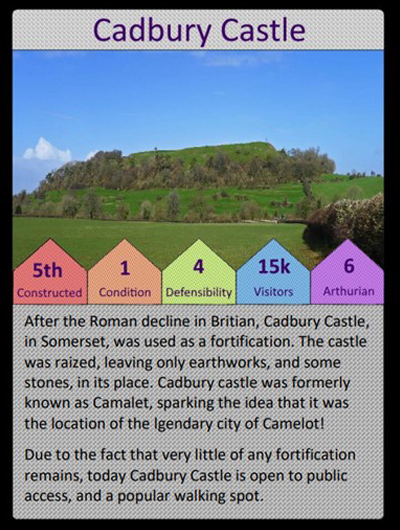 Cadbury Castle
5th
Constructed
1
Condition
4
Defensibility
15k
Visitors
6
Arthurian
After the Roman decline in Britian, Cadbury Castle,
in Somerset, was used as a fortification. The castle
was raized, leaving only earthworks, and some
stones, in its place. Cadbury castle was formerly
known as Camalet, sparking the idea that it was
the location of the lgendary city of Camelot!
Due to the fact that very little of any fortification
remains, today Cadbury Castle is open to public
access, and a popular walking spot.